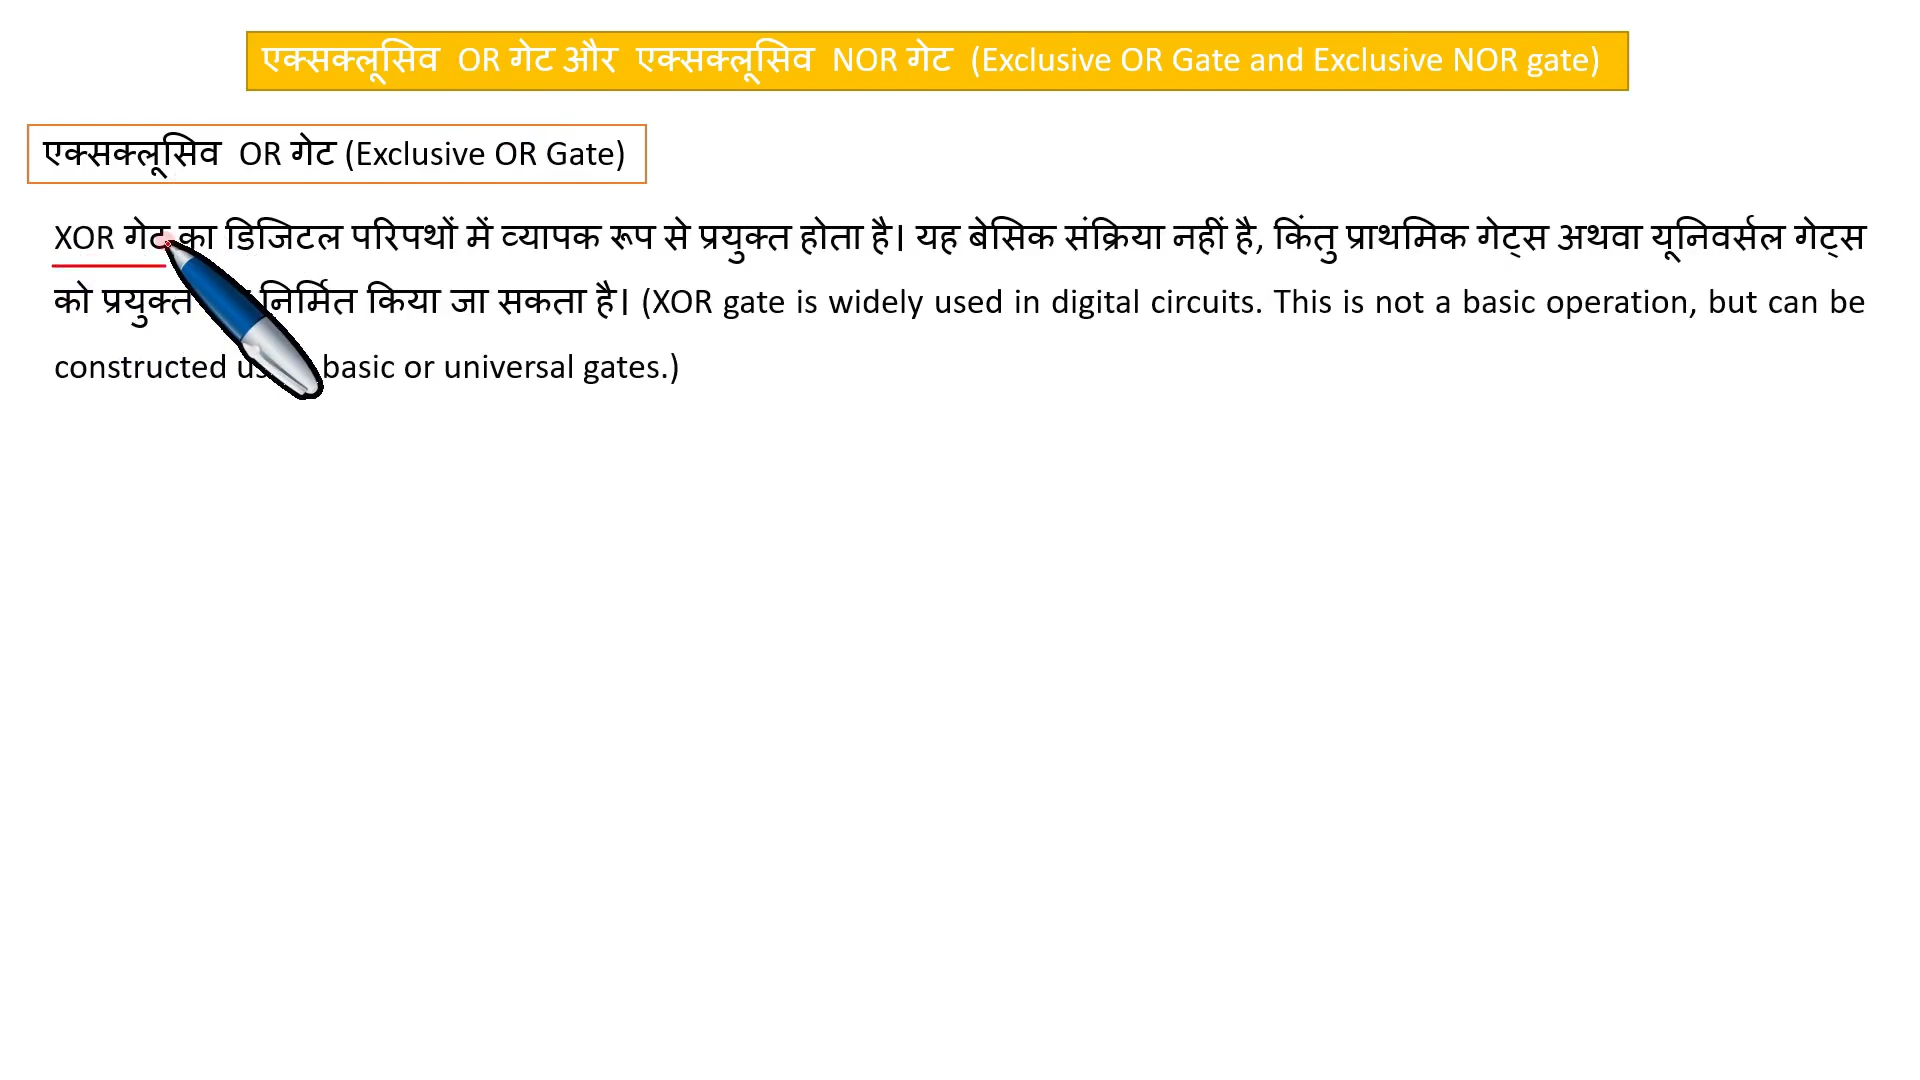 एक्सक्लूसिव OR गेट और एक्सक्लूसिव NOR गेट (Exclusive OR Gate and Exclusive NOR gate)
एक्सक्लूसिव OR गेट (Exclusive OR Gate)
XOR गेट का डिजिटल परिपथों में व्यापक रूप से प्रयुक्त होता है। यह बेसिक संक्रिया नहीं है, किंतु प्राथमिक गेट्स अथवा यूनिवर्सल गेट्स
को प्रयुक्त निर्मित किया जा सकता है। (XOR gate is widely used in digital circuits. This is not a basic operation, but can be
constructed basic or universal gates.)